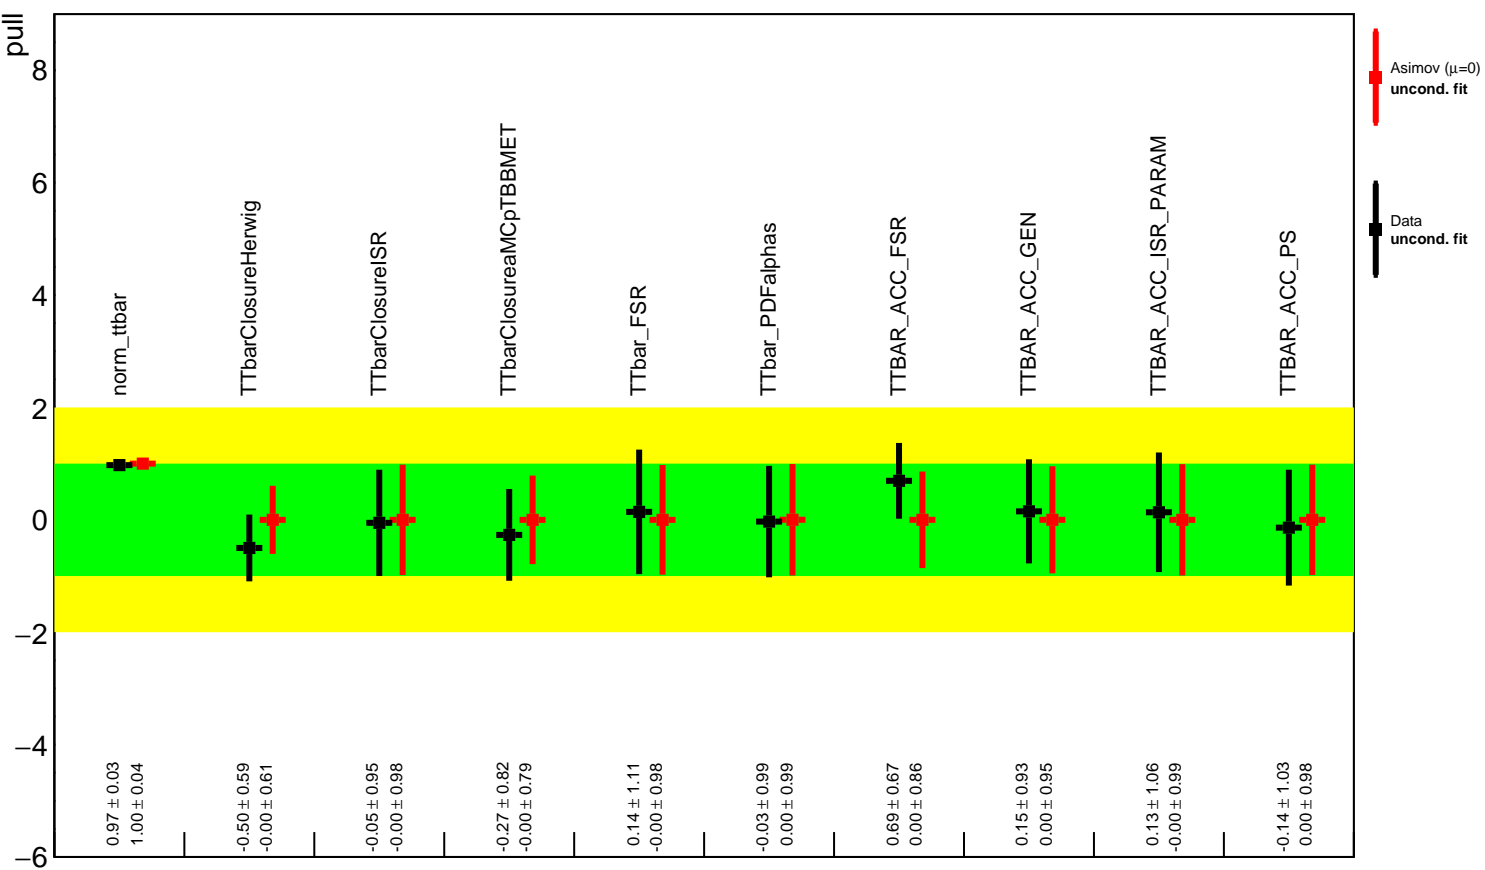 pull
8
6
4
2
0
−2
−4
−6
norm_ttbar
TTbarClosureHerwig
TTbarClosureISR
TTbarClosureaMCpTBBMET
TTbar_FSR
TTbar_PDFalphas
TTBAR_ACC_FSR
TTBAR_ACC_GEN
TTBAR_ACC_ISR_PARAM
TTBAR_ACC_PS
0.97 ± 0.03
1.00 ± 0.04
-0.50 ± 0.59
-0.00 ± 0.61
-0.05 ± 0.95
-0.00 ± 0.98
-0.27 ± 0.82
-0.00 ± 0.79
0.14 ± 1.11
-0.00 ± 0.98
-0.03 ± 0.99
0.00 ± 0.99
0.69 ± 0.67
0.00 ± 0.86
0.15 ± 0.93
0.00 ± 0.95
0.13 ± 1.06
-0.00 ± 0.99
-0.14 ± 1.03
0.00 ± 0.98
Asimov (μ=0)
uncond. fit
Data
uncond. fit